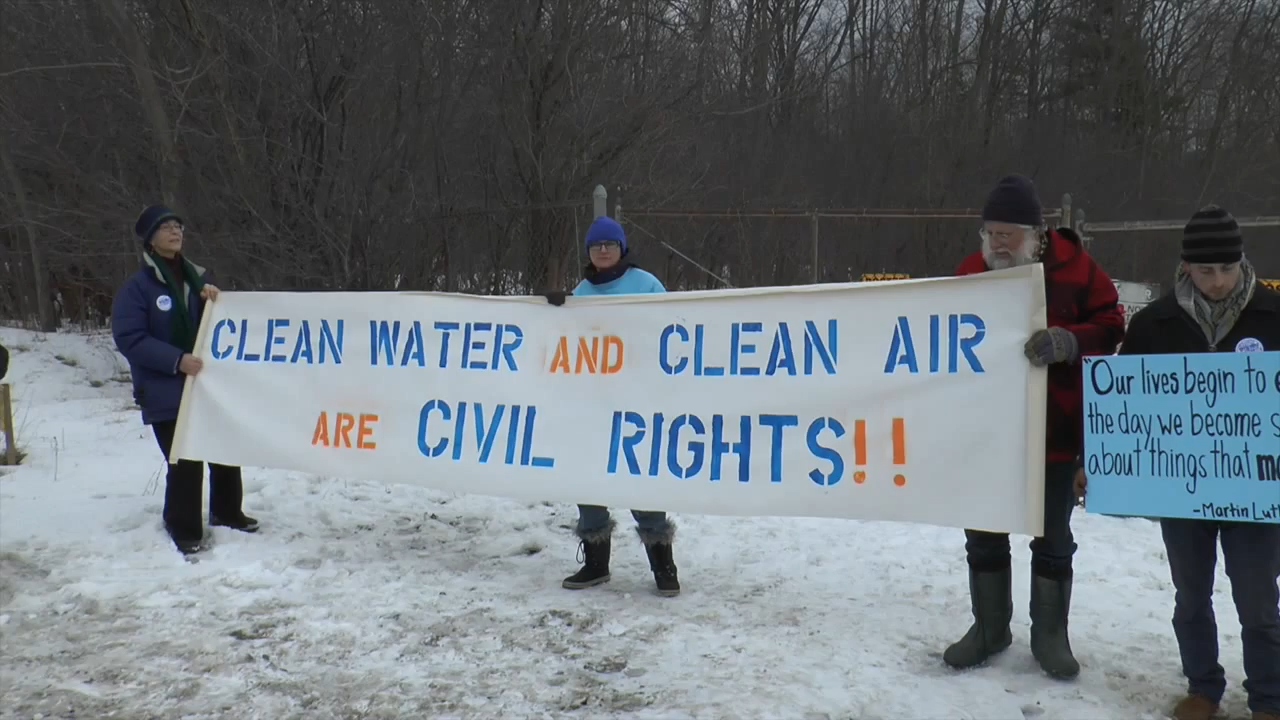 CLEAN WATER AND CLEAN AIR
ARE CIVIL RIGHTS!!
"Our lives begin to
the day we become
about things that
-Martin